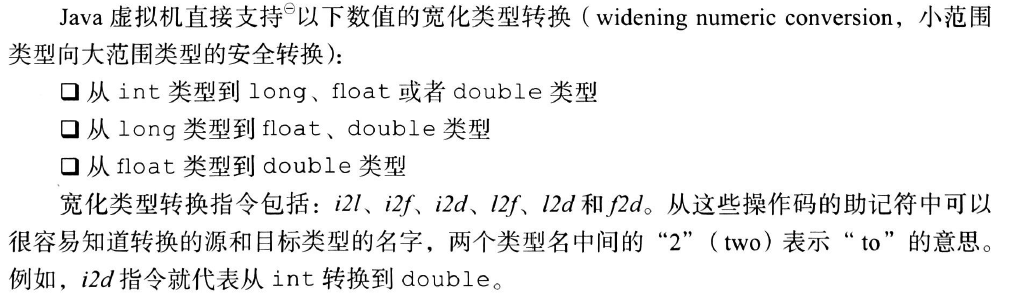 Java 虚拟机直接支持㊀以下数值的宽化类型转换（widening numeric conversion，小范围
类型向大范围类型的安全转换）：
❑ 从 int 类型到 long、float 或者 double 类型
❑ 从 long 类型到 float、double 类型
❑ 从 float 类型到 double 类型
宽化类型转换指令包括：i2l、i2f、i2d、l2f、l2d 和 f2d。从这些操作码的助记符中可以
很容易知道转换的源和目标类型的名字，两个类型名中间的“2”（two）表示“to”的意思。
例如，i2d 指令就代表从 int 转换到 double。